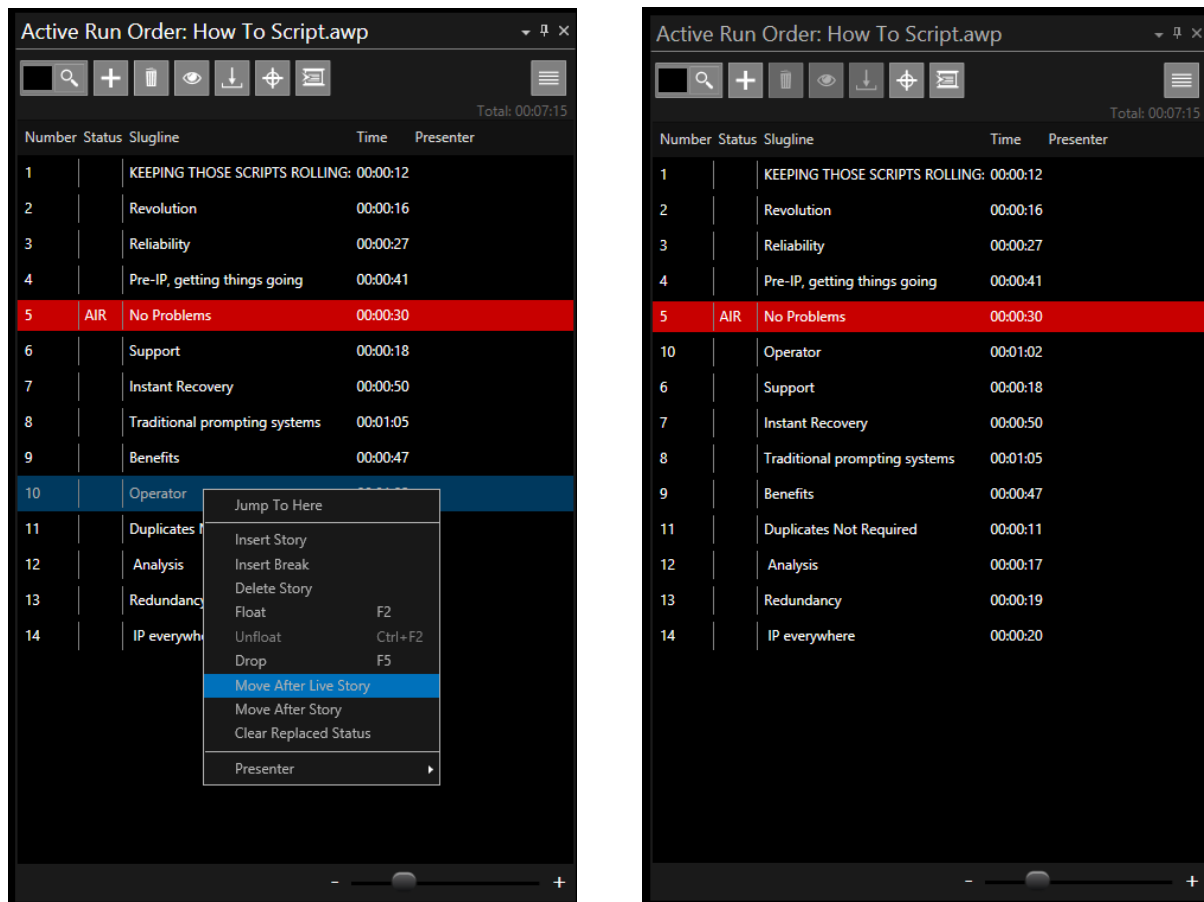 Active Run Order: How To Script.awp
Total: 00:07:15
Number Status Slugline Time Presenter
1 KEEPING THOSE SCRIPTS ROLLING: 00:00:12
2 Revolution 00:00:16
3 Reliability 00:00:27
4 Pre-IP, getting things going 00:00:41
5 AIR No Problems 00:00:30
6 Support 00:00:18
7 Instant Recovery 00:00:50
8 Traditional prompting systems 00:01:05
9 Benefits 00:00:47
10 Operator
11 Duplicates
12 Analysis
13 Redundancy
14 IP everywhe
Jump To Here
Insert Story
Insert Break
Delete Story
Float F2
Unfloat Ctrl+F2
Drop F5
Move After Live Story
Move After Story
Clear Replaced Status
Presenter
- +
Active Run Order: How To Script.awp
Total: 00:07:15
Number Status Slugline Time Presenter
1 KEEPING THOSE SCRIPTS ROLLING: 00:00:12
2 Revolution 00:00:16
3 Reliability 00:00:27
4 Pre-IP, getting things going 00:00:41
5 AIR No Problems 00:00:30
10 Operator 00:01:02
6 Support 00:00:18
7 Instant Recovery 00:00:50
8 Traditional prompting systems 00:01:05
9 Benefits 00:00:47
11 Duplicates Not Required 00:00:11
12 Analysis 00:00:17
13 Redundancy 00:00:19
14 IP everywhere 00:00:20
- +